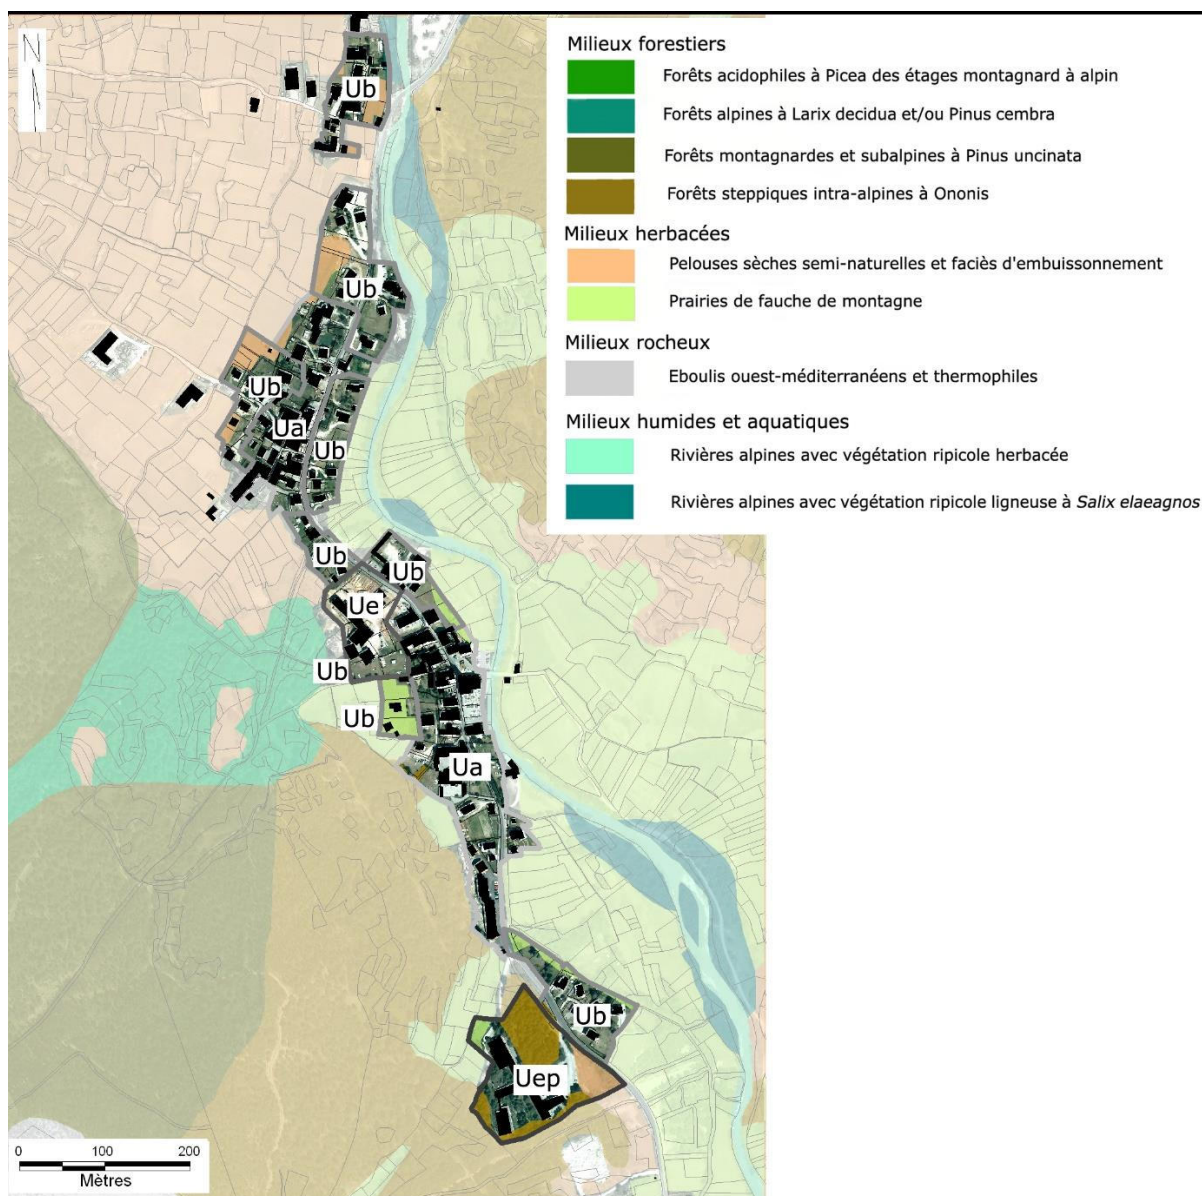 N
Milieux forestiers
Forêts acidophiles à Picea des étages montagnard à alpin
Forêts alpines à Larix decidua et/ou Pinus cembra
Forêts montagnardes et subalpines à Pinus uncinata
Forêts steppiques intra-alpines à Ononis
Milieux herbacées
Pelouses sèches semi-naturelles et faciès d'embuissonnement
Prairies de fauche de montagne
Milieux rocheux
Eboulis ouest-méditerranéens et thermophiles
Milieux humides et aquatiques
Rivières alpines avec végétation ripicole herbacée
Rivières alpines avec végétation ripicole ligneuse à Salix elaeagnos
Ub
Ub
Ub
Ua
Ub
Ub
Ub
Ue
Ub
Ub
Ua
Ub
Uep
0 100 200
Mètres